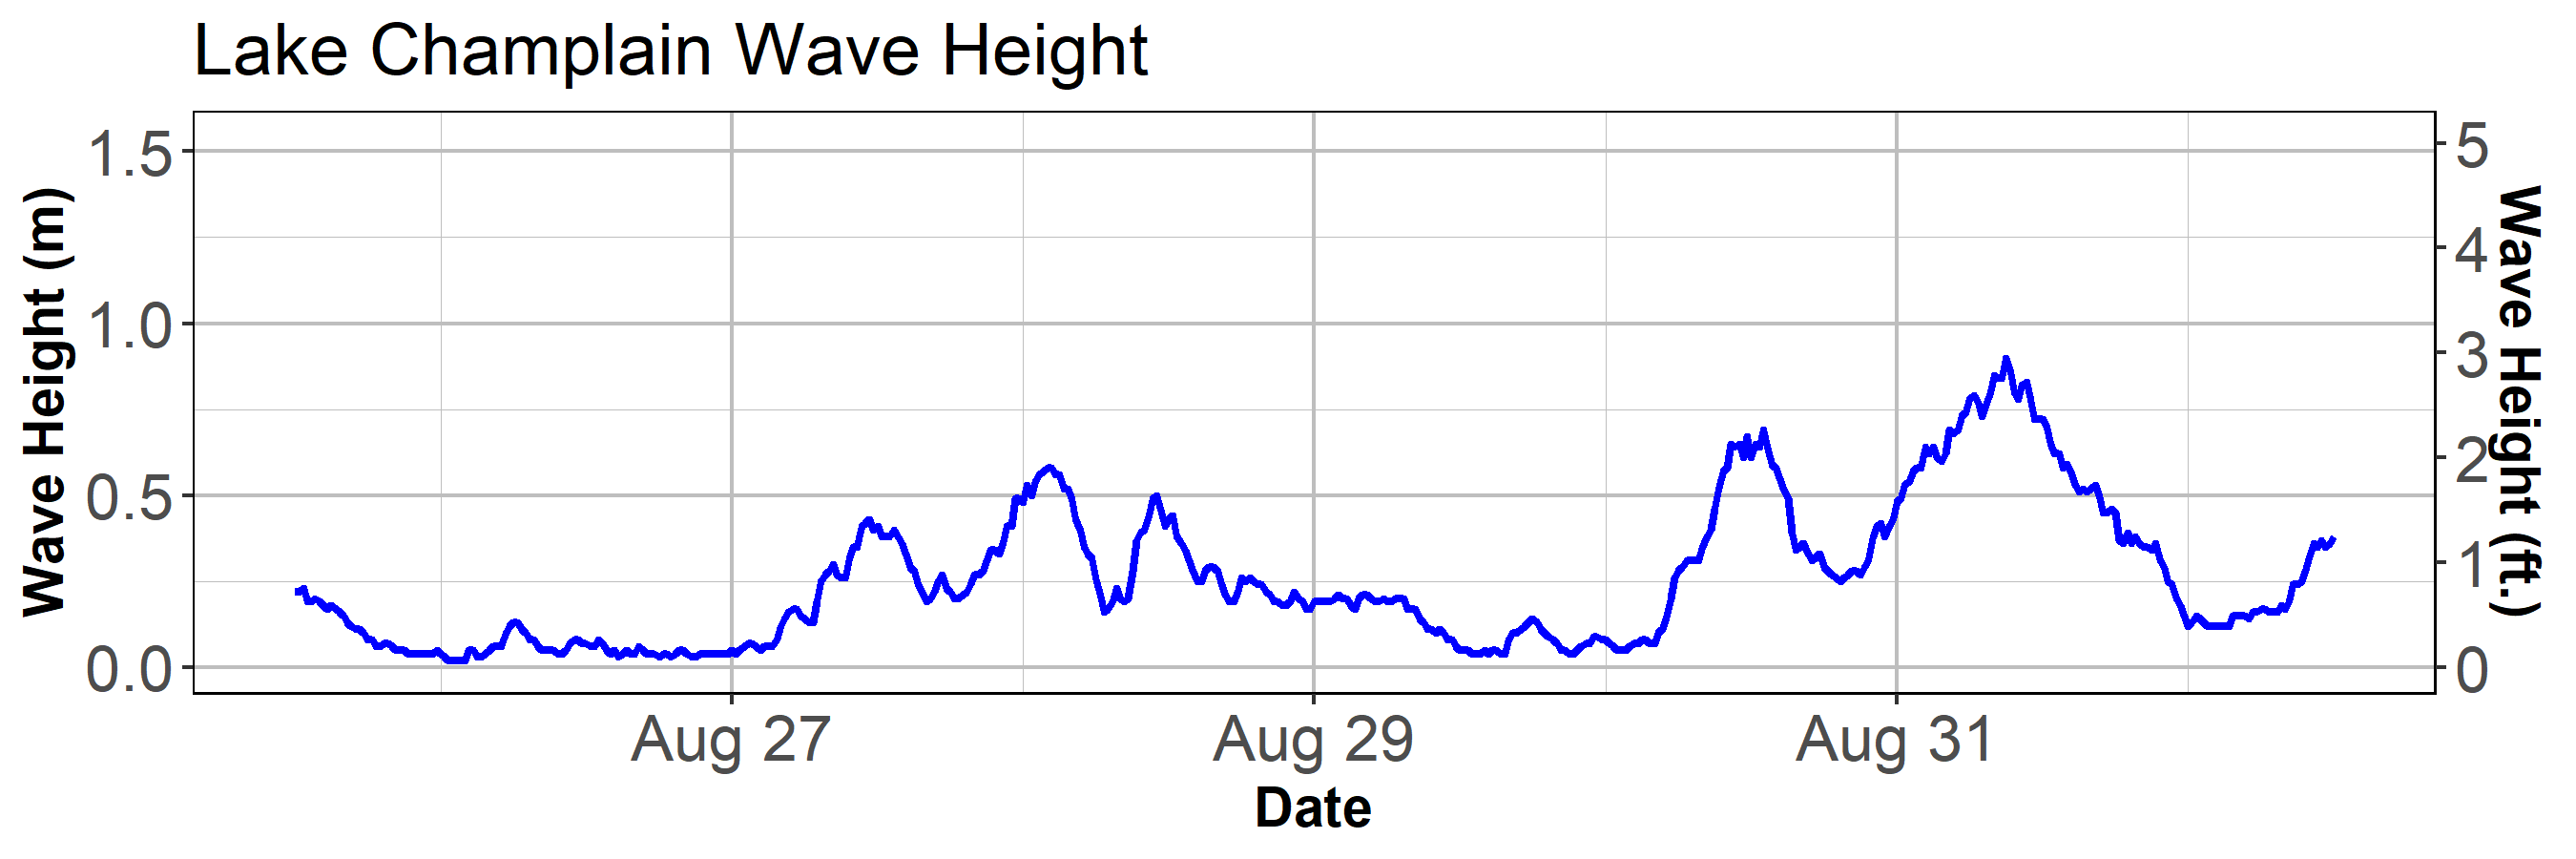 Lake Champlain Wave Height
Wave Height (m)
1.5
1.0
0.5
0.0
5
4
3
2
1
0
Wave Height (ft.)
Aug 27
Aug 29
Aug 31
Date